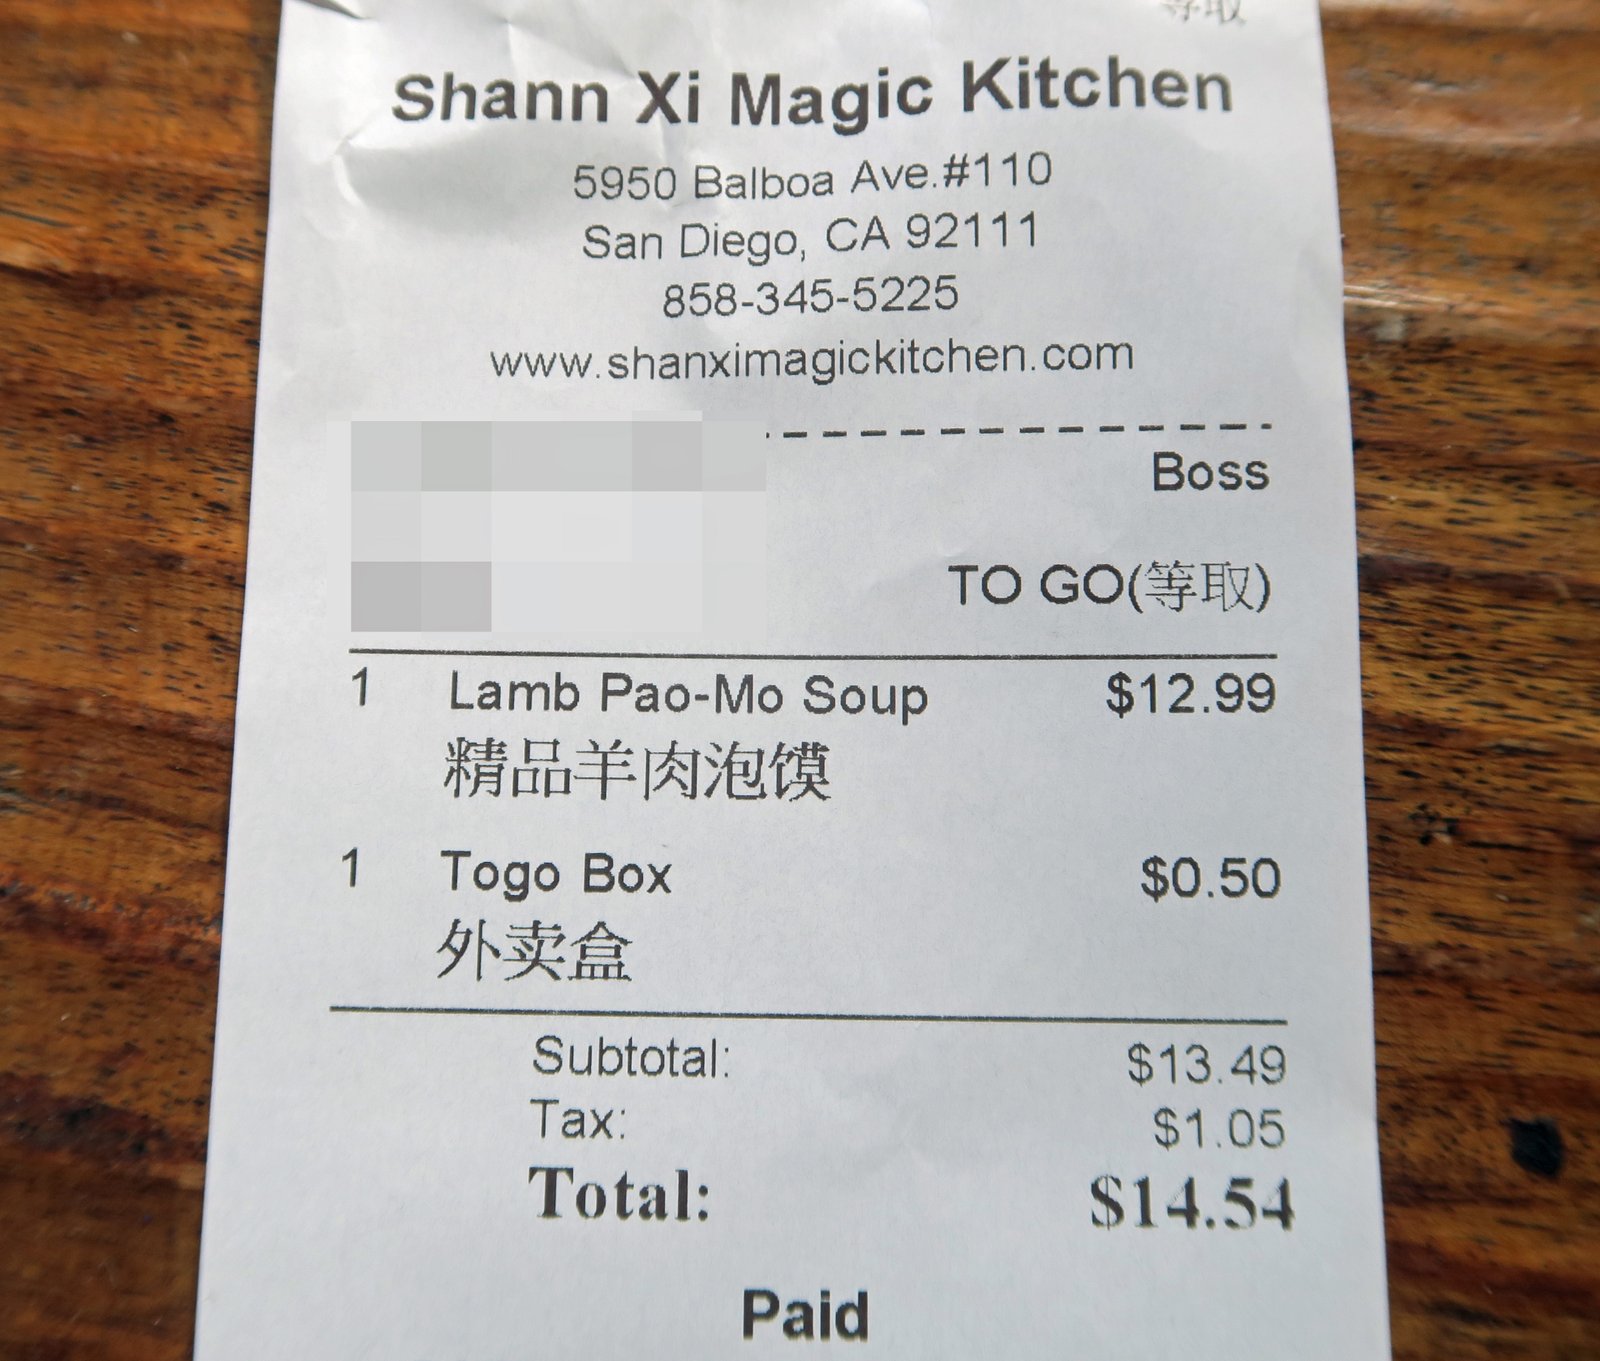 等取
Shann Xi Magic Kitchen
5950 Balboa Ave.#110
San Diego, CA 92111
858-345-5225
www.shanximagickitchen.com
Boss
TO GO(等取)
1 Lamb Pao-Mo Soup $12.99
精品羊肉泡馍
1 Togo Box $0.50
外卖盒
Subtotal: $13.49
Tax: $1.05
Total: $14.54
Paid